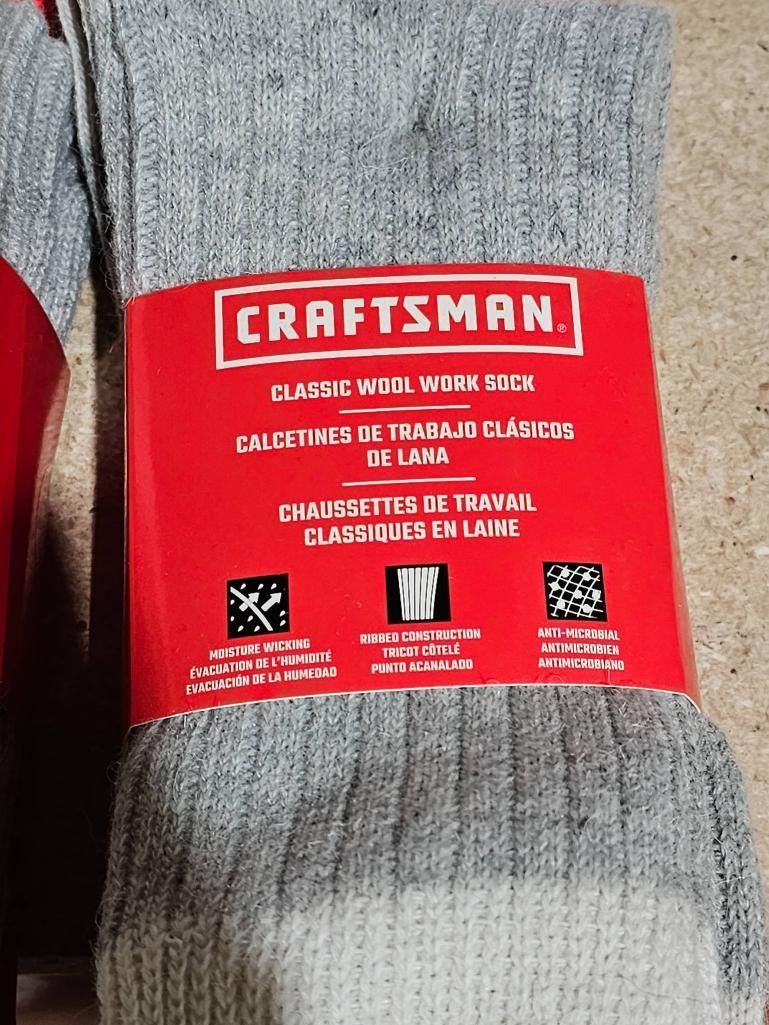 CRAFTSMAN®
CLASSIC WOOL WORK SOCK
CALCETINES DE TRABAJO CLÁSICOS
DE LANA
CHAUSSETTES DE TRAVAIL
CLASSIQUES EN LAINE
MOISTURE WICKING
ÉVACUATION DE L'HUMIDITÉ
EVACUACIÓN DE LA HUMEDAD
RIBBED CONSTRUCTION
TRICOT CÔTELÉ
PUNTO ACANALADO
ANTI-MICROBIAL
ANTIMICROBIEN
ANTIMICROBIANO